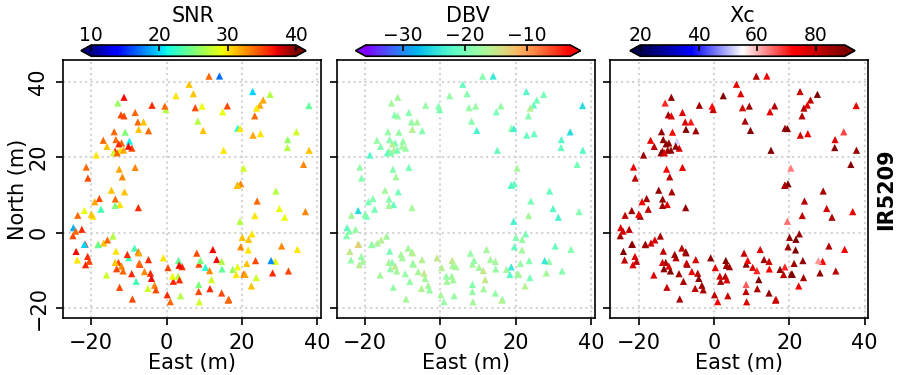 SNR DBV Xc
10 20 30 40 −30 −20 −10 20 40 60 80
40
20
0
−20
North (m)
IR5209
−20 0 20 40 −20 0 20 40 −20 0 20 40
East (m) East (m) East (m)